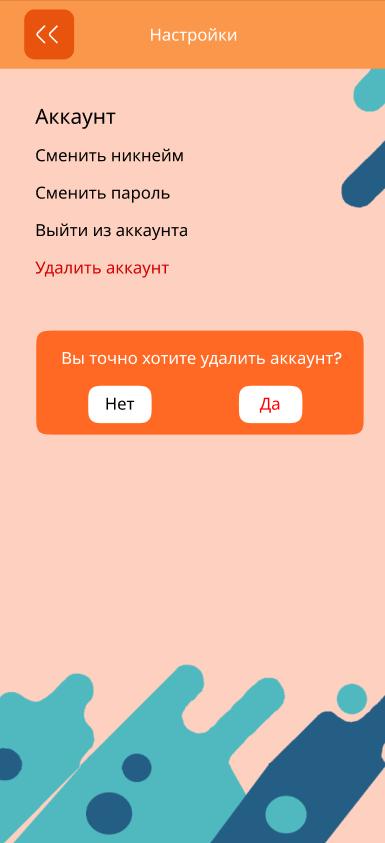 Настройки
Аккаунт
Сменить никнейм
Сменить пароль
Выйти из аккаунта
Удалить аккаунт
Вы точно хотите удалить аккаунт?
Нет Да